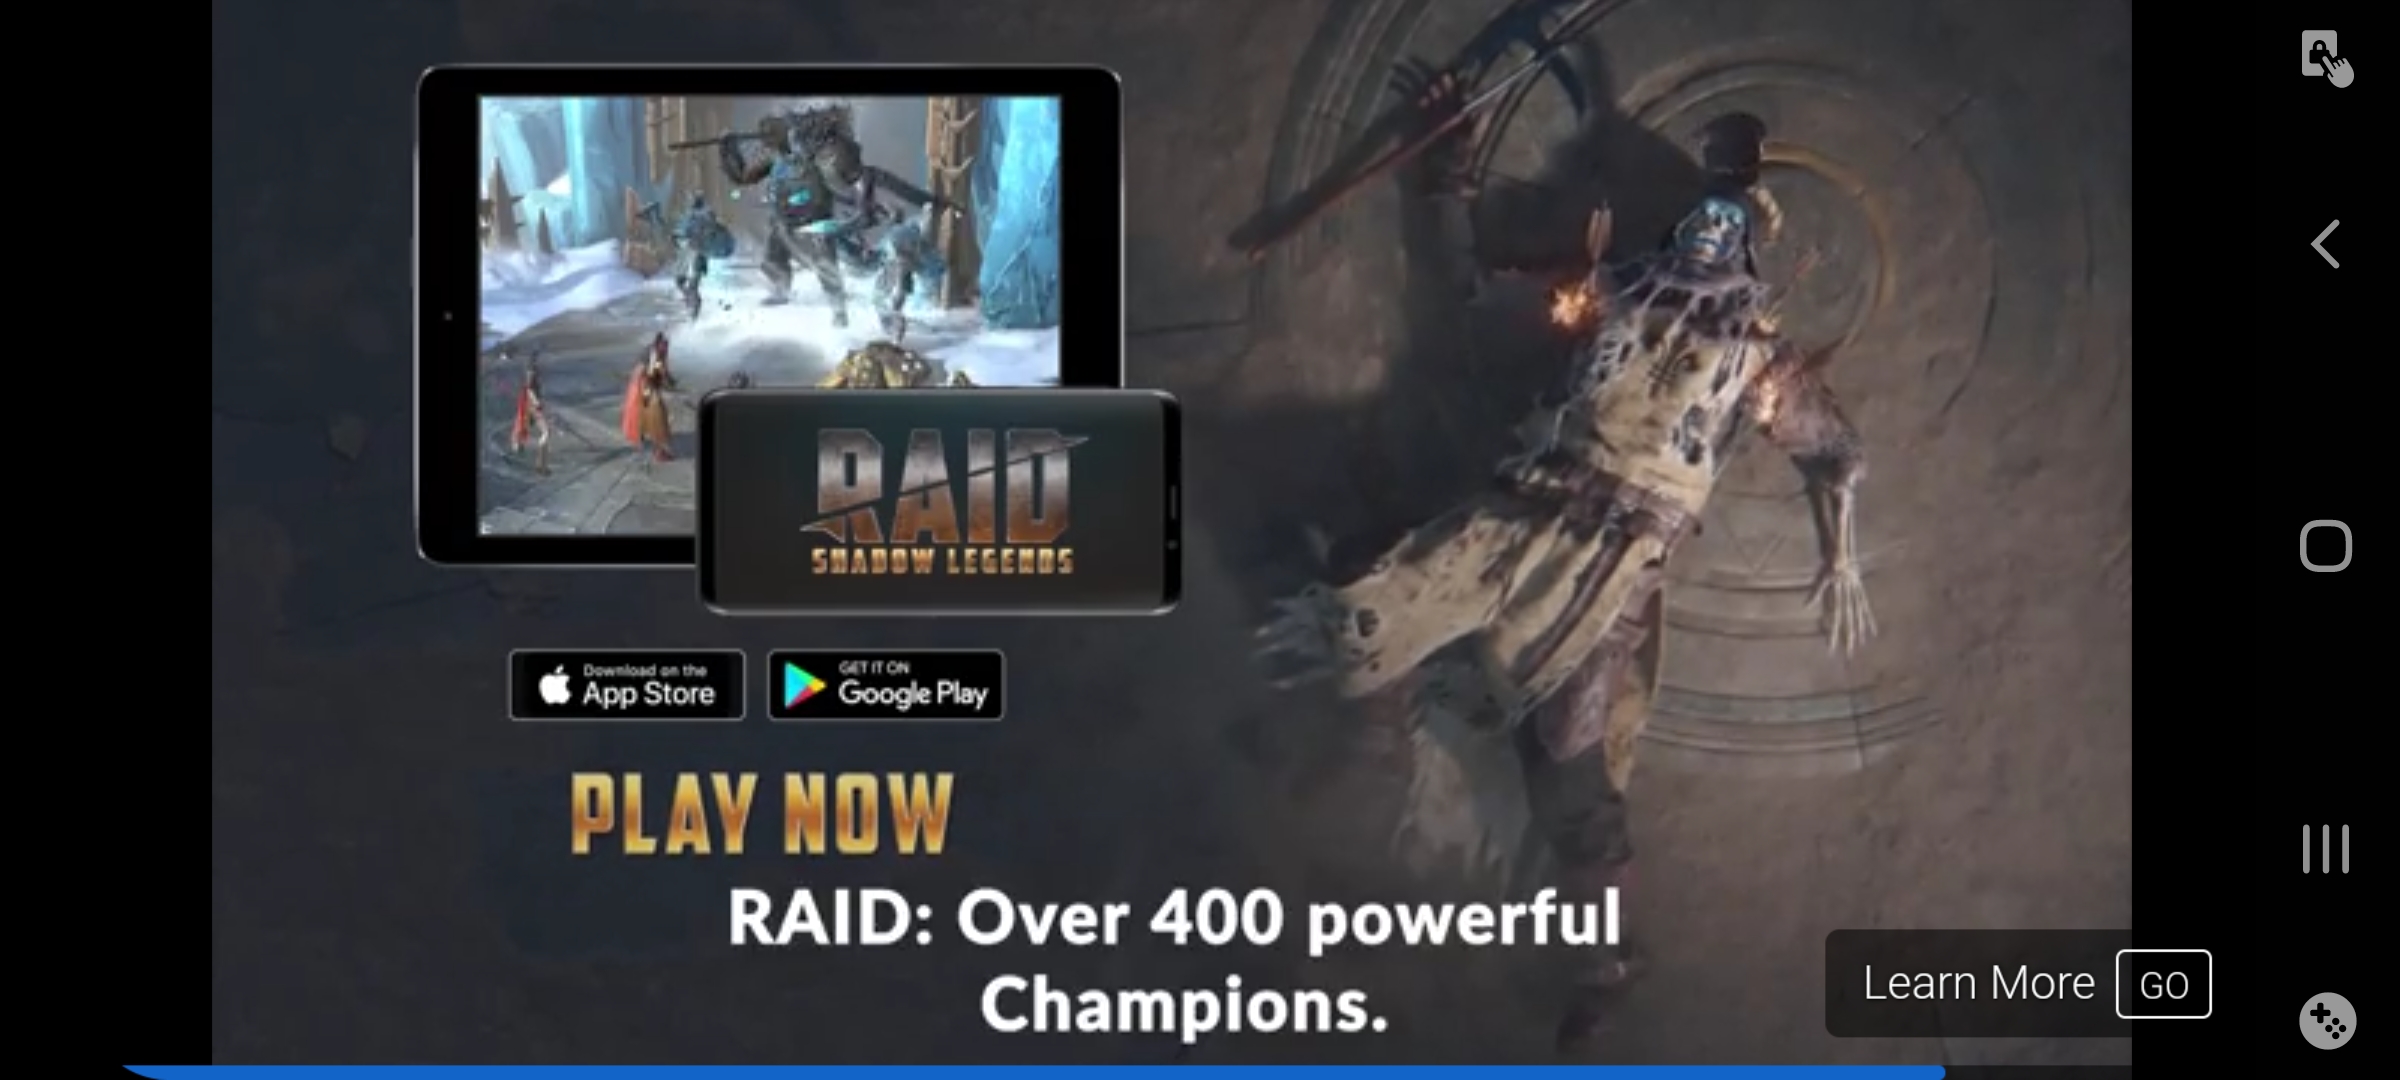 RAID
SHADOW LEGENDS
Download on the
App Store
GET IT ON
Google Play
PLAY NOW
RAID: Over 400 powerful
Champions.
Learn More GO